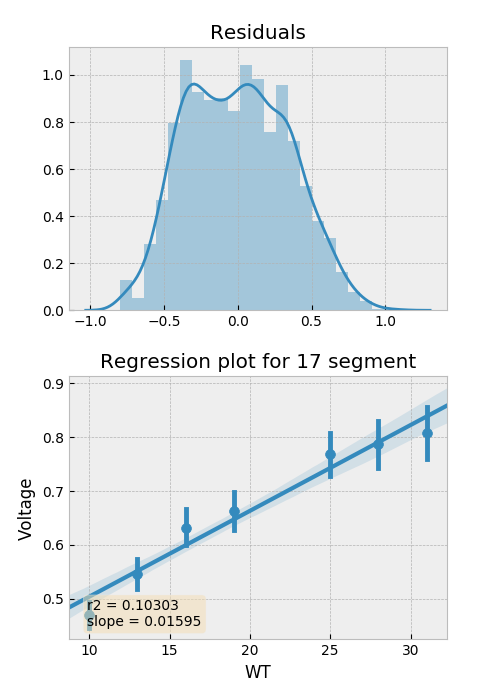 Residuals
1.0
0.8
0.6
0.4
0.2
0.0
−1.0 −0.5 0.0 0.5 1.0
Regression plot for 17 segment
0.9
0.8
0.7
0.6
0.5
Voltage
r2 = 0.10303
slope = 0.01595
10 15 20 25 30
WT